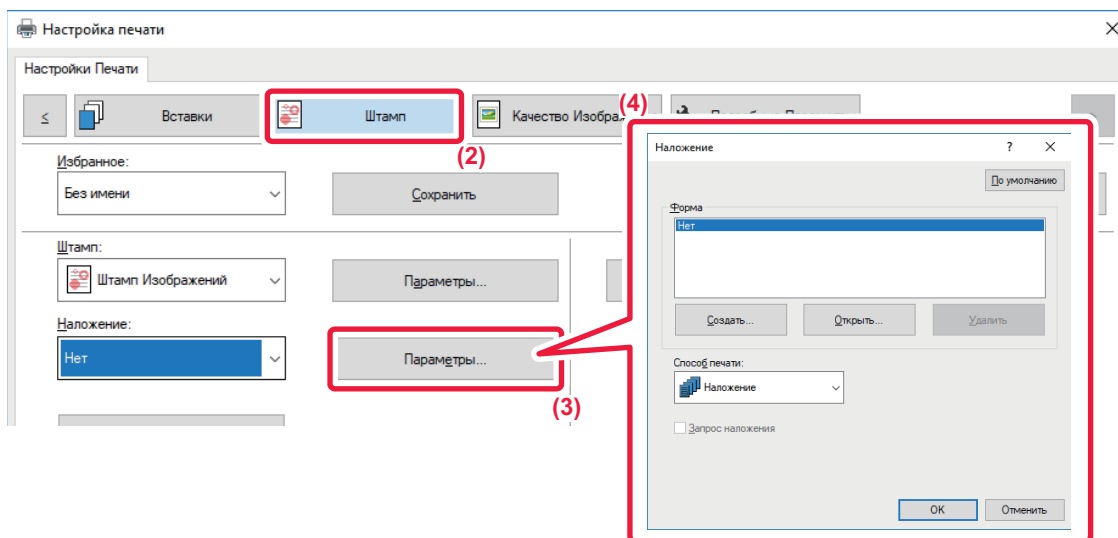 Настройка печати
Настройки Печати
<
Вставки
Штамп
Качество Изобра
(4)
(2)
Избранное:
Без имени
Сохранить
Штамп:
Штамп Изображений
Параметры...
Наложение:
Нет
Параметры...
(3)
Наложение
?
По умолчанию
Форма
Нет
Создать...
Открыть...
Удалить
Способ печати:
Наложение
Запрос наложения
OK
Отменить